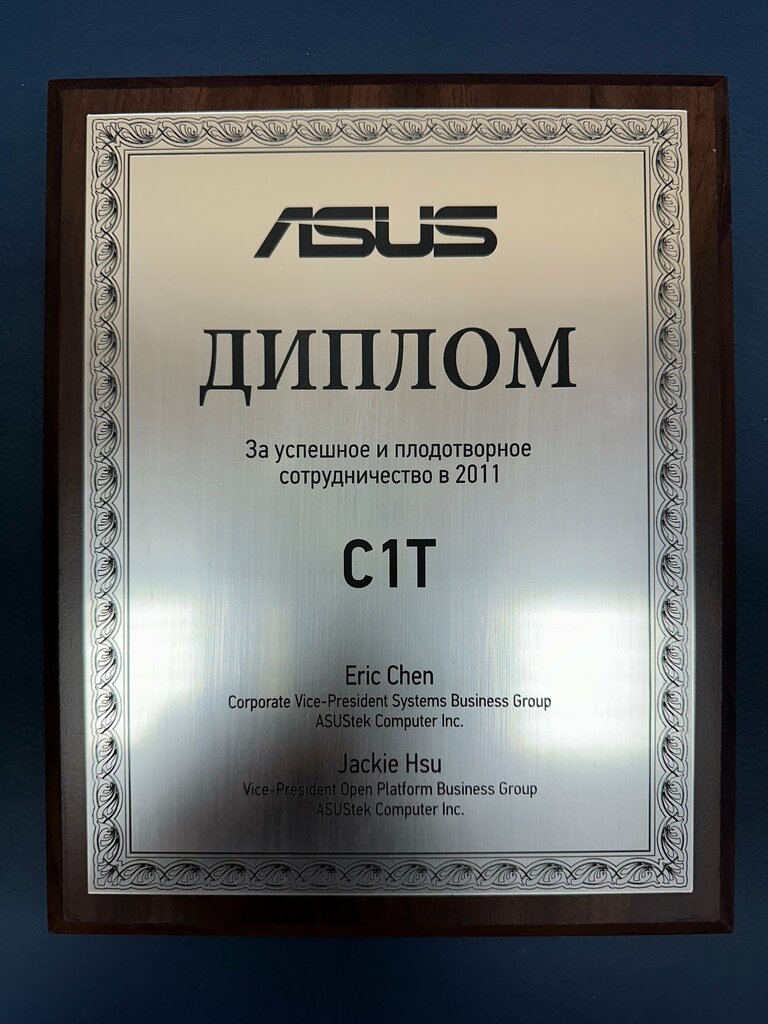 ASUS
ДИПЛОМ
За успешное и плодотворное
сотрудничество в 2011
C1T
Eric Chen
Corporate Vice-President Systems Business Group
ASUStek Computer Inc.
Jackie Hsu
Vice-President Open Platform Business Group
ASUStek Computer Inc.